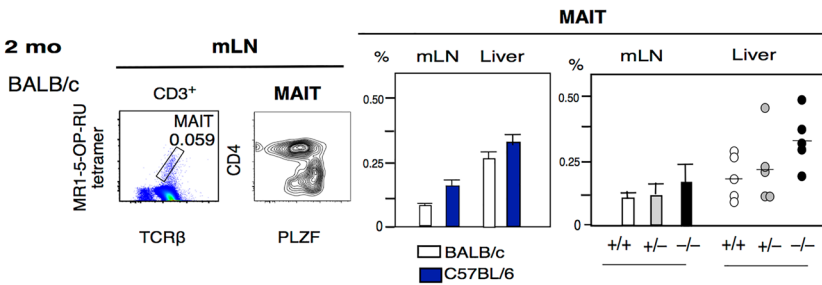 MAIT
2 mo
mLN
BALB/c
CD3⁺
MAIT
MAIT
0.059
MR1-5-OP-RU
tetramer
CD4
TCRβ
PLZF
%
mLN
Liver
0.50
0.25
0
BALB/c
C57BL/6
%
mLN
Liver
0.50
0.25
0
+/+ +/– –/– +/+ +/– –/–